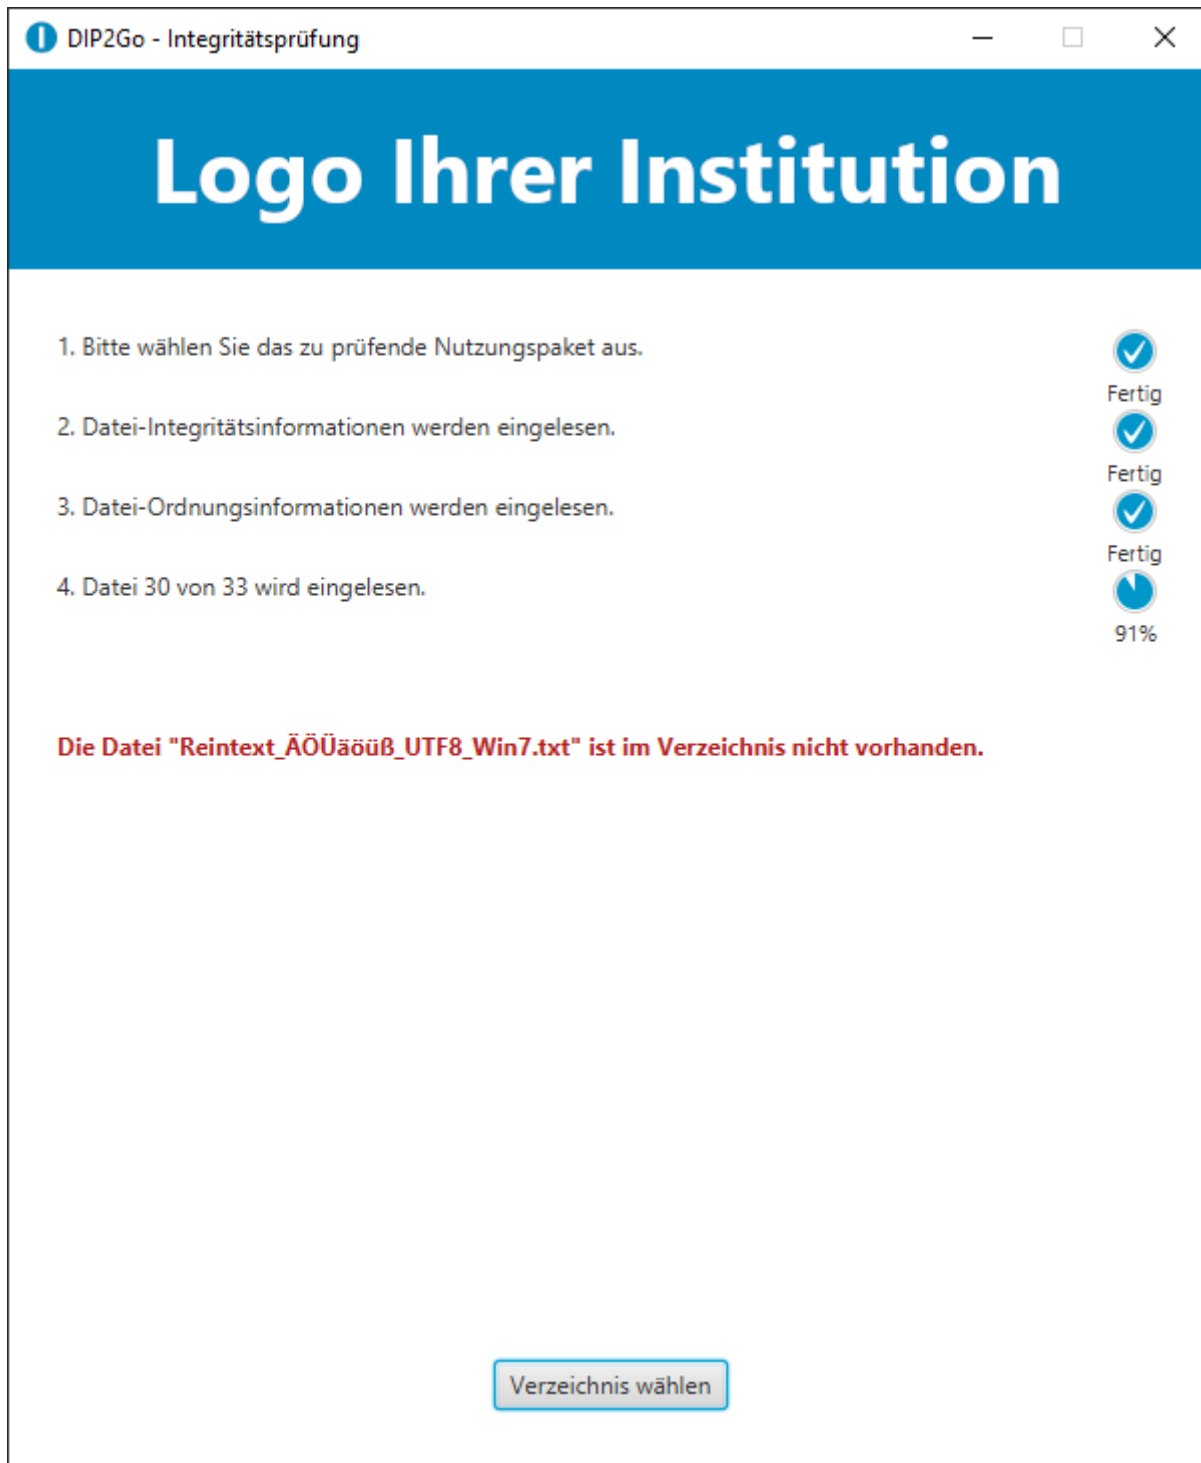 DIP2Go - Integritätsprüfung
Logo Ihrer Institution
1. Bitte wählen Sie das zu prüfende Nutzungspaket aus.
Fertig
2. Datei-Integritätsinformationen werden eingelesen.
Fertig
3. Datei-Ordnungsinformationen werden eingelesen.
Fertig
4. Datei 30 von 33 wird eingelesen.
91%
Die Datei "Reintext_ÄÖÜäöüß_UTF8_Win7.txt" ist im Verzeichnis nicht vorhanden.
Verzeichnis wählen